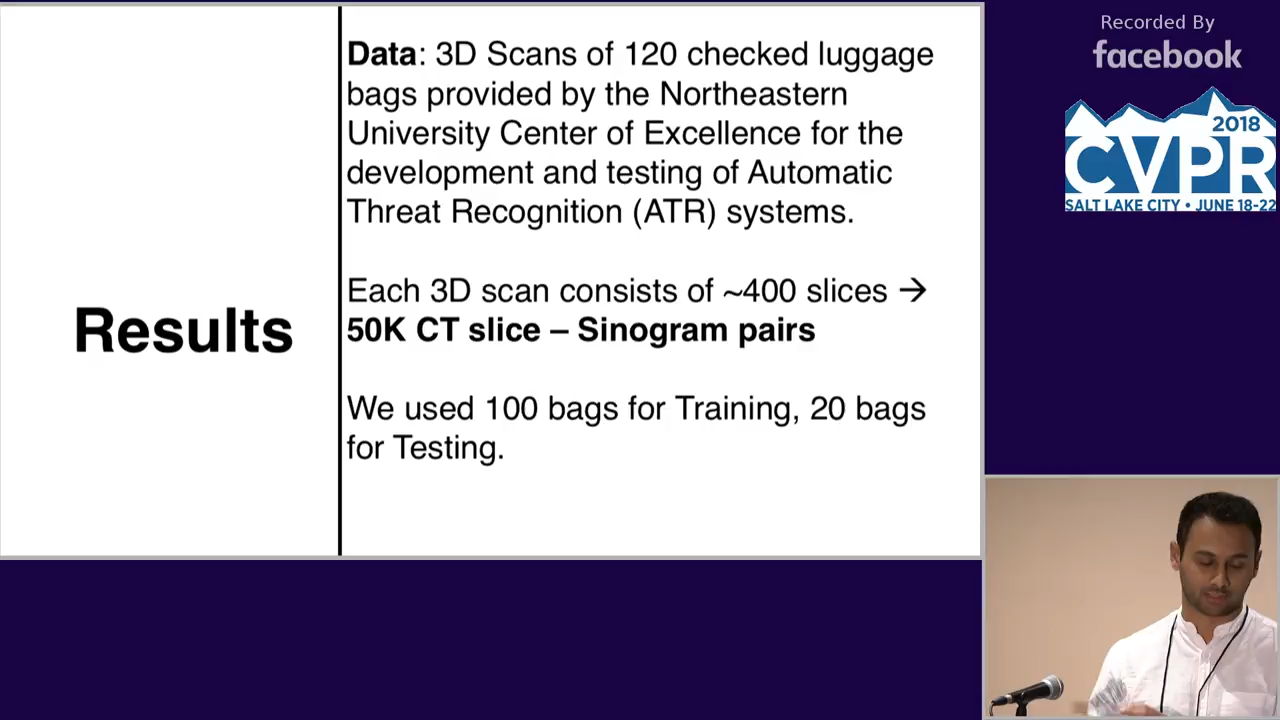 Results
Data: 3D Scans of 120 checked luggage
bags provided by the Northeastern
University Center of Excellence for the
development and testing of Automatic
Threat Recognition (ATR) systems.
Each 3D scan consists of ~400 slices →
50K CT slice – Sinogram pairs
We used 100 bags for Training, 20 bags
for Testing.
Recorded By
facebook
2018
CVPR
SALT LAKE CITY • JUNE 18-22